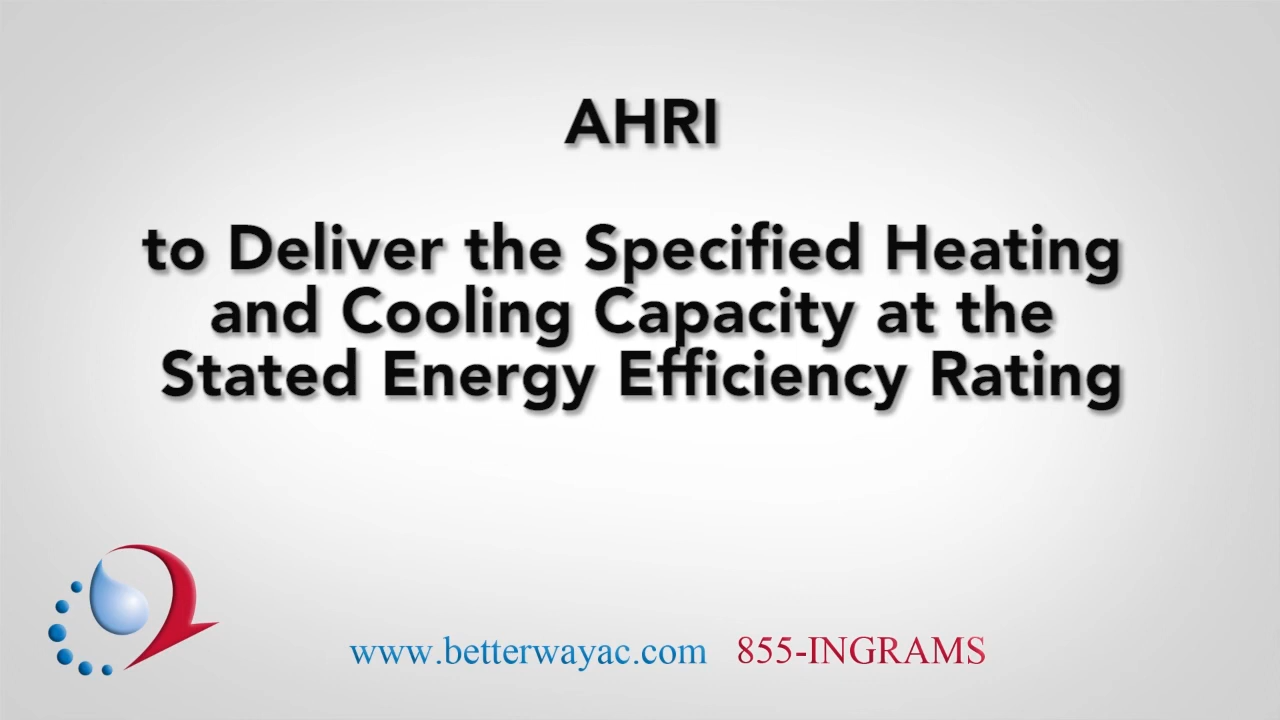 AHRI
to Deliver the Specified Heating
and Cooling Capacity at the
Stated Energy Efficiency Rating
www.betterwayac.com 855-INGRAMS